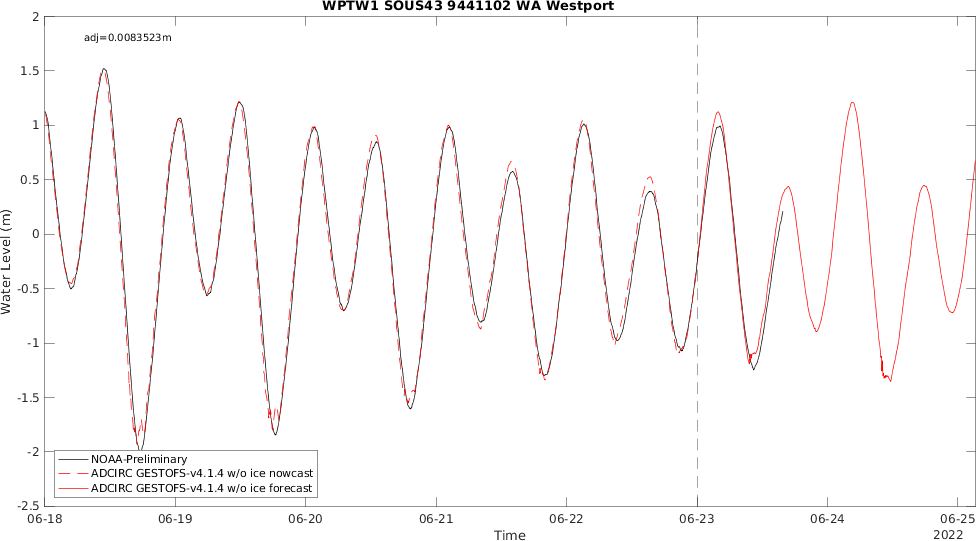 WPTW1 SOUS43 9441102 WA Westport
adj=0.0083523m
2
1.5
1
0.5
0
-0.5
-1
-1.5
-2
-2.5
Water Level (m)
NOAA-Preliminary
ADCIRC GESTOFS-v4.1.4 w/o ice nowcast
ADCIRC GESTOFS-v4.1.4 w/o ice forecast
06-18 06-19 06-20 06-21 06-22 06-23 06-24 06-25
Time
2022